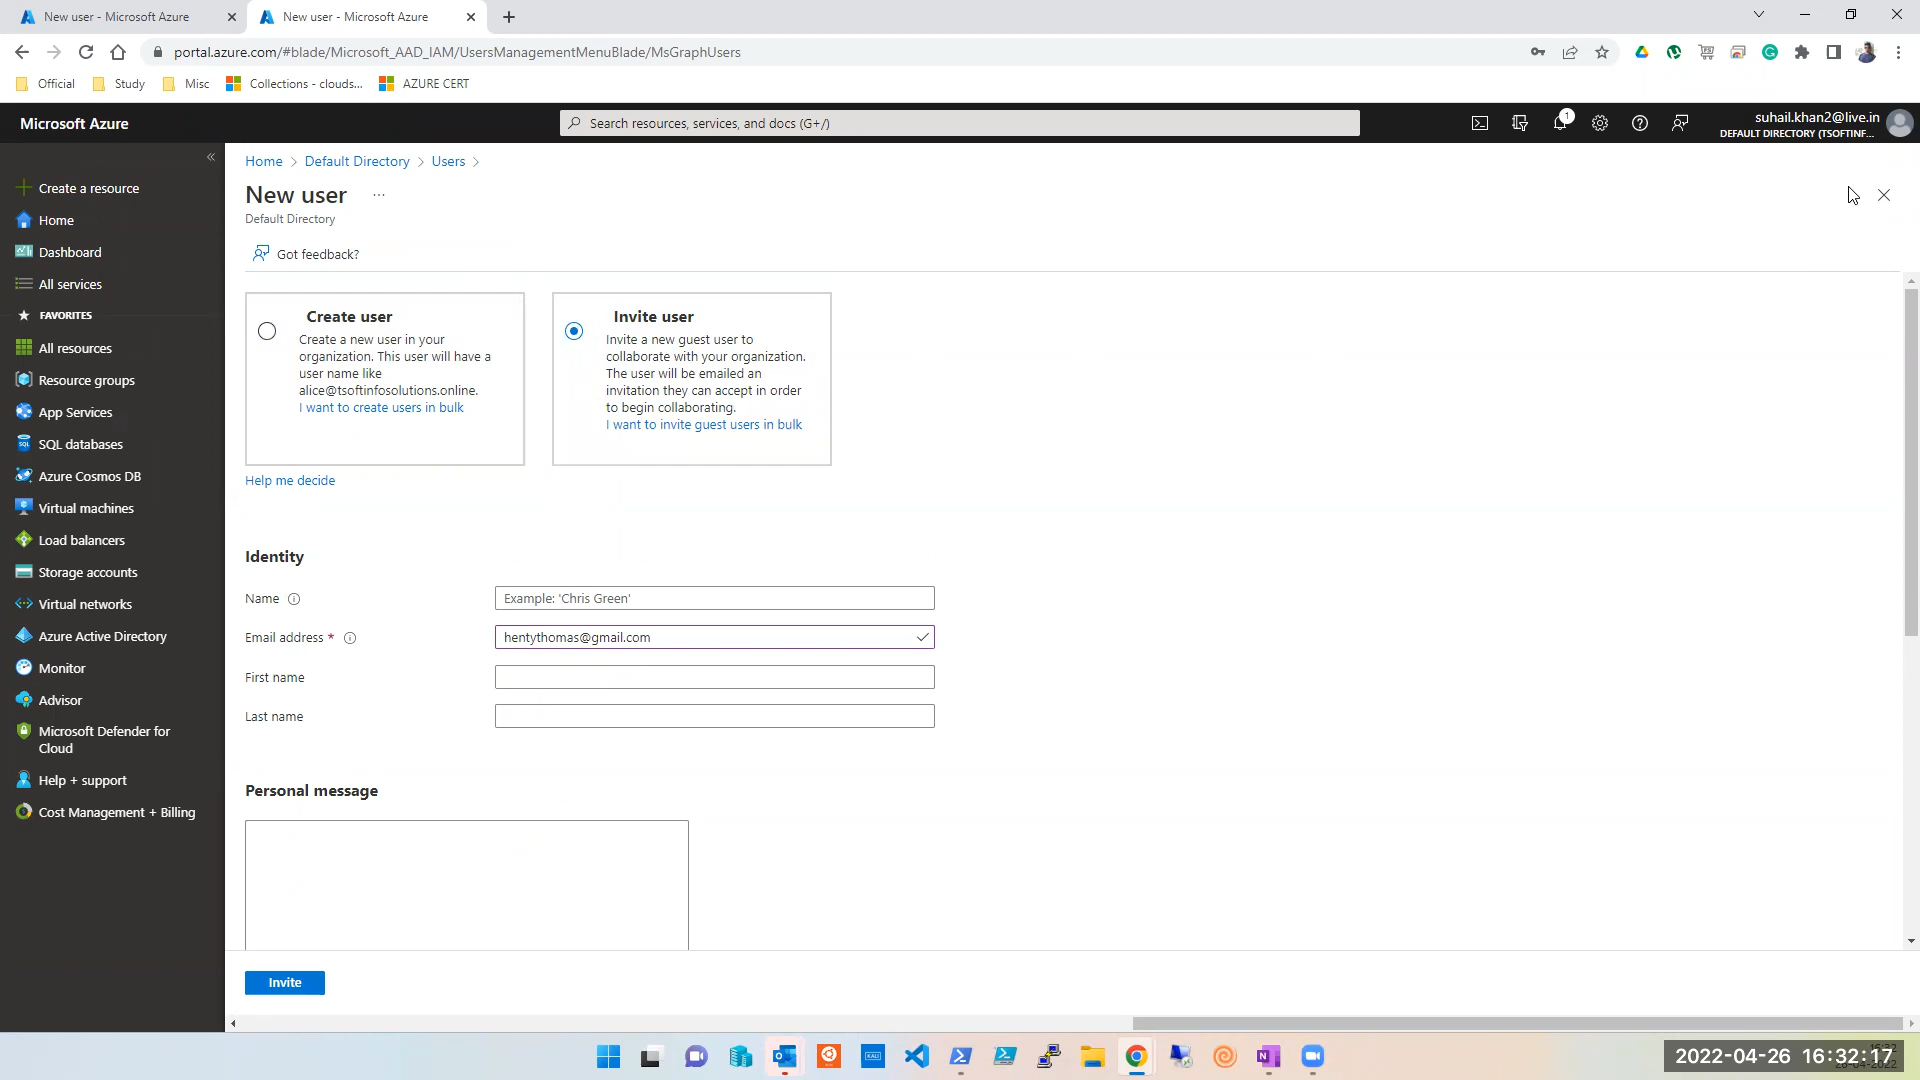 New user - Microsoft Azure
New user - Microsoft Azure
portal.azure.com/#blade/Microsoft_AAD_IAM/UsersManagementMenuBlade/MsGraphUsers
Official
Study
Misc
Collections - clouds...
AZURE CERT
Microsoft Azure
Search resources, services, and docs (G+/)
1
suhail.khan2@live.in
DEFAULT DIRECTORY (TSOFTINF...
Create a resource
Home
Dashboard
All services
FAVORITES
All resources
Resource groups
App Services
SQL databases
Azure Cosmos DB
Virtual machines
Load balancers
Storage accounts
Virtual networks
Azure Active Directory
Monitor
Advisor
Microsoft Defender for
Cloud
Help + support
Cost Management + Billing
Home > Default Directory > Users >
New user ...
Default Directory
Got feedback?
Create user
Create a new user in your
organization. This user will have a
user name like
alice@tsoftinfosolutions.online.
I want to create users in bulk
Invite user
Invite a new guest user to
collaborate with your organization.
The user will be emailed an
invitation they can accept in order
to begin collaborating.
I want to invite guest users in bulk
Help me decide
Identity
Name
Example: 'Chris Green'
Email address *
hentythomas@gmail.com
First name
Last name
Personal message
Invite
2022-04-26 16:32:17